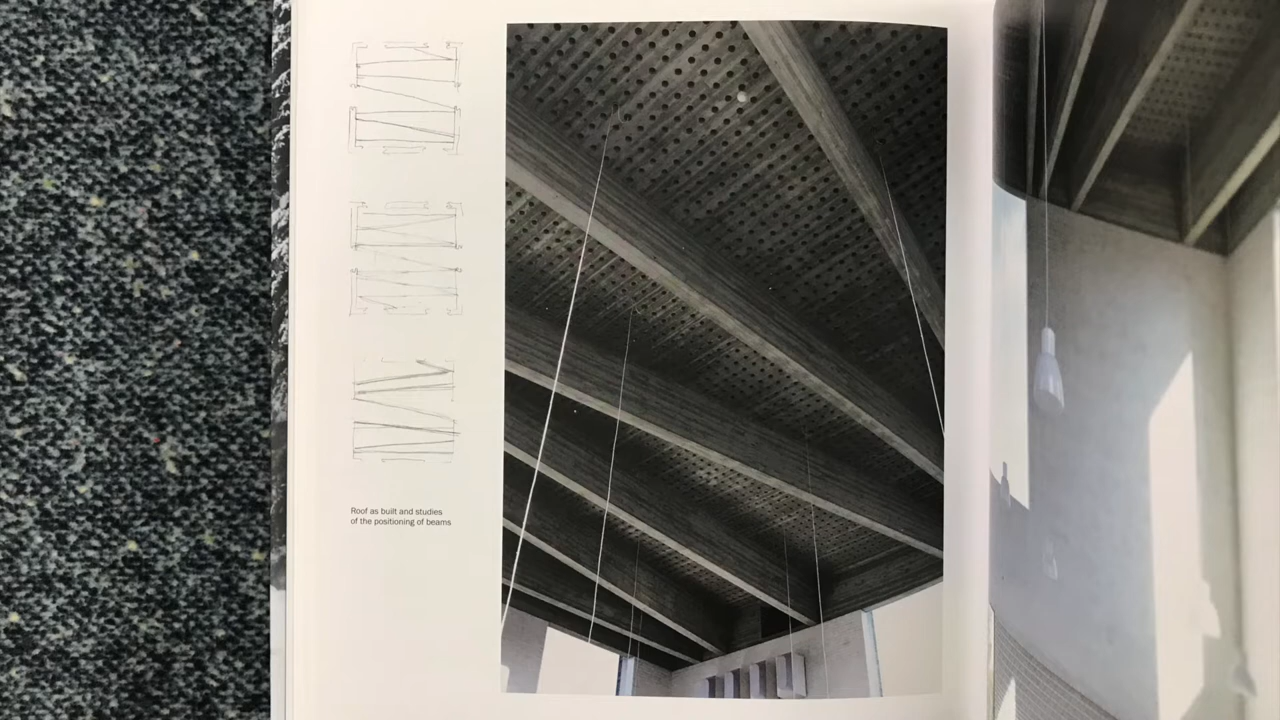 Roof as built and studies
of the positioning of beams